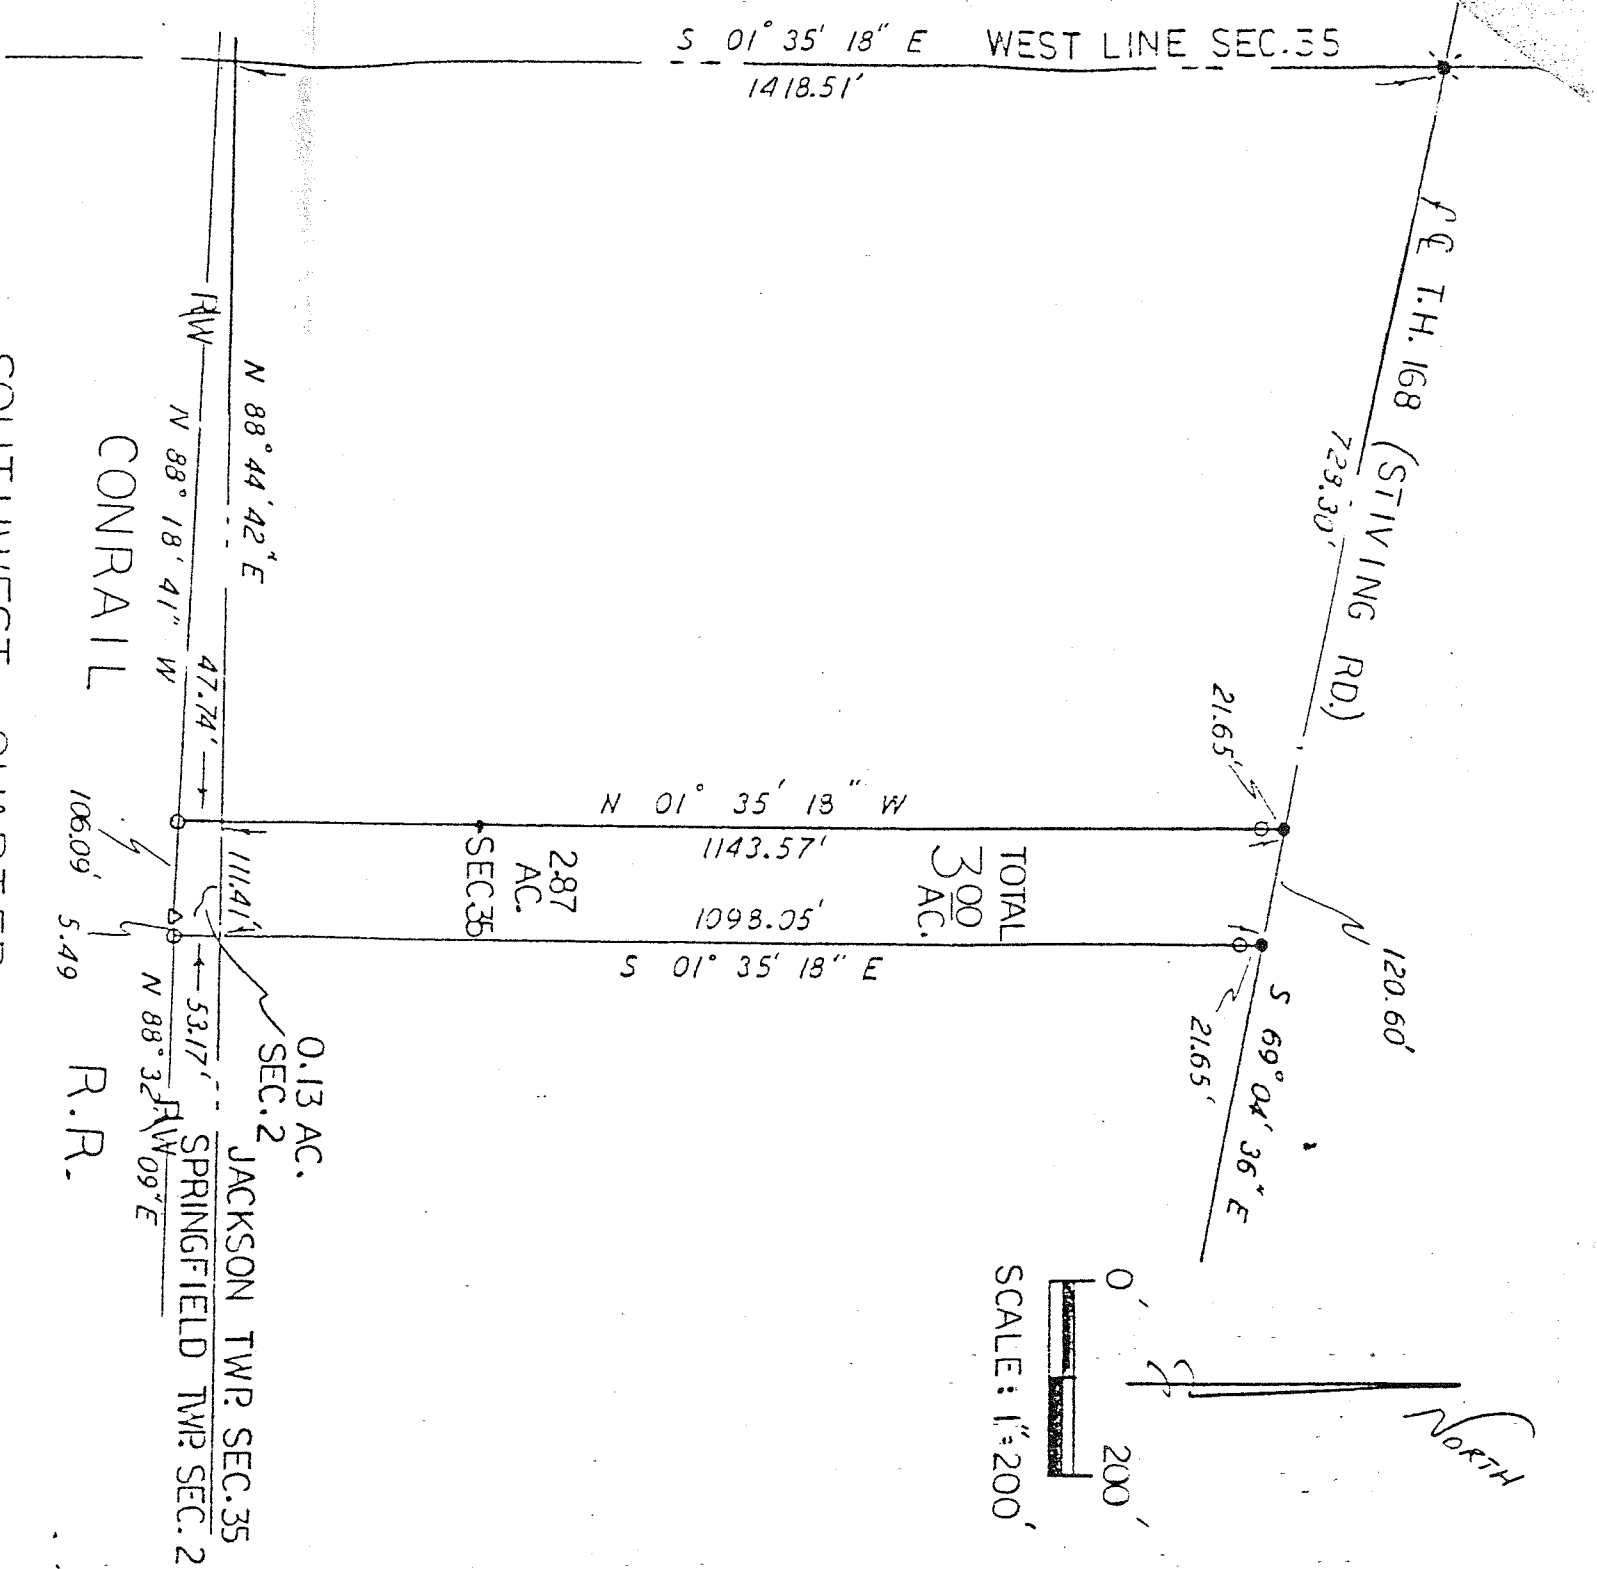 S 01° 35' 18" E WEST LINE SEC. 35
1418.51'
℄ T.H. 168 (STIVING RD.)
723.30'
21.65'
120.60'
S 69° 04' 36" E
21.65'
N 01° 35' 18" W
1143.57'
TOTAL
3.00
AC.
2.87
AC.
SEC.35
1098.05'
S 01° 35' 18" E
N 88° 44' 42" E
R/W
N 88° 18' 41" W
47.74'
111.41'
CONRAIL R.R.
106.09'
5.49
53.17'
N 88° 32' 09" E
R/W
0.13 AC.
SEC. 2
JACKSON TWP. SEC.35
SPRINGFIELD TWP. SEC. 2
0' 200'
SCALE: 1"=200'
NORTH